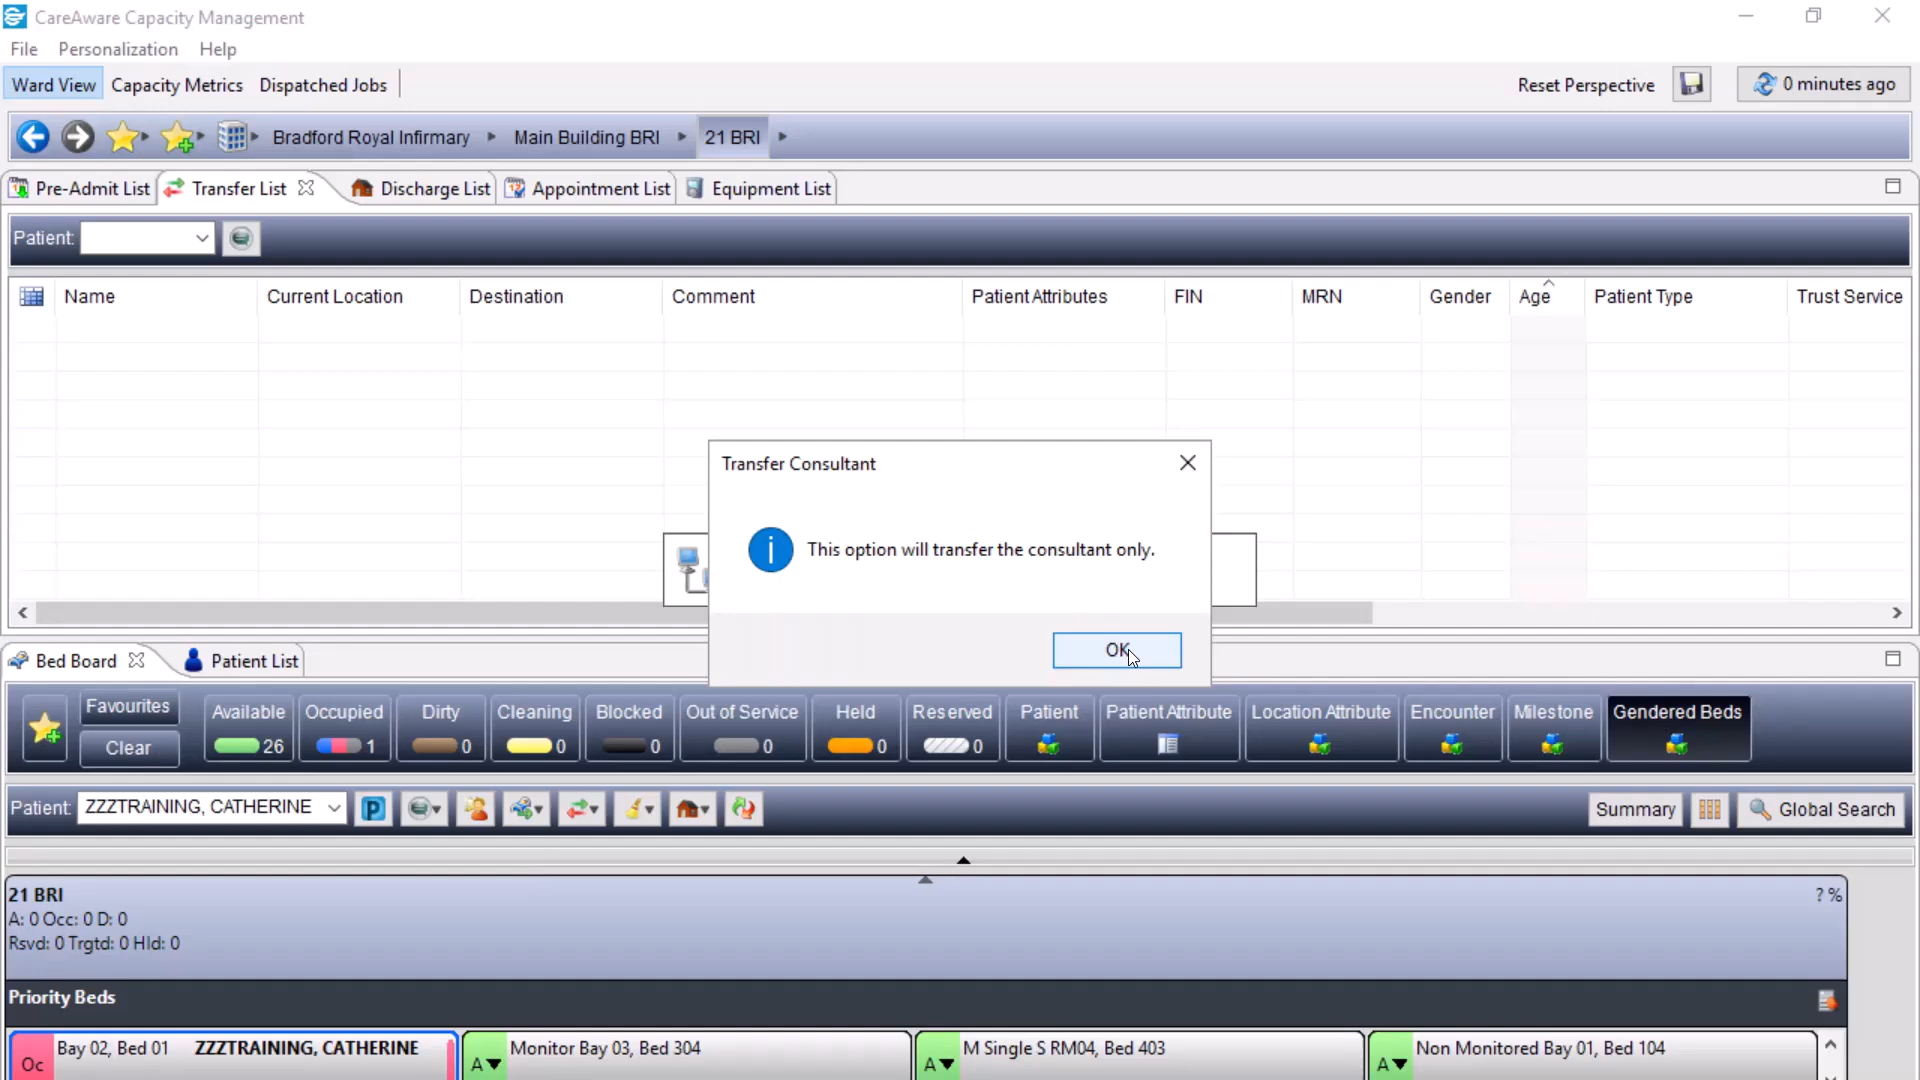 CareAware Capacity Management
File Personalization Help
Ward View Capacity Metrics Dispatched Jobs Reset Perspective 0 minutes ago
Bradford Royal Infirmary Main Building BRI 21 BRI
Pre-Admit List Transfer List Discharge List Appointment List Equipment List
Patient:
Name Current Location Destination Comment Patient Attributes FIN MRN Gender Age Patient Type Trust Service
Transfer Consultant
This option will transfer the consultant only.
OK
Bed Board Patient List
Favourites Available Occupied Dirty Cleaning Blocked Out of Service Held Reserved Patient Patient Attribute Location Attribute Encounter Milestone Gendered Beds
Clear 26 1 0 0 0 0 0 0
Patient: ZZZTRAINING, CATHERINE P Summary Global Search
21 BRI ? %
A: 0 Occ: 0 D: 0
Rsvd: 0 Trgtd: 0 Hld: 0
Priority Beds
Oc Bay 02, Bed 01 ZZZTRAINING, CATHERINE A Monitor Bay 03, Bed 304 A M Single S RM04, Bed 403 A Non Monitored Bay 01, Bed 104